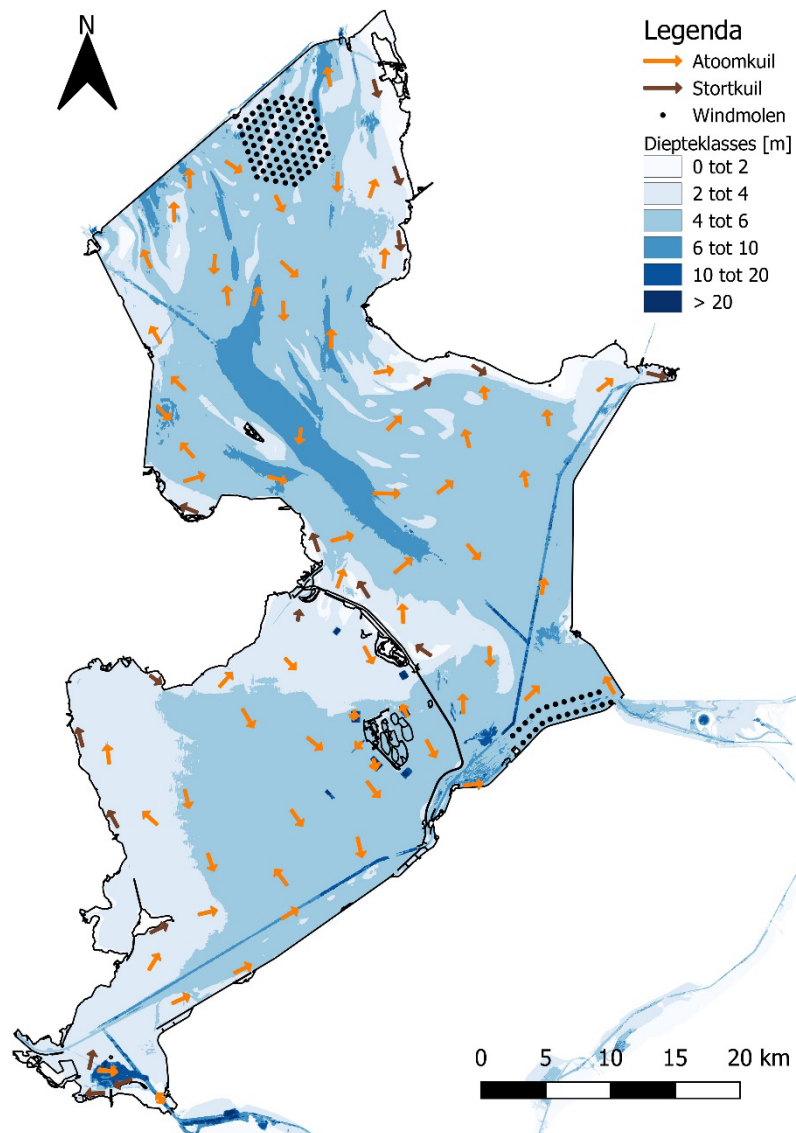 N
Legenda
Atoomkuil
Stortkuil
Windmolen
Diepteklasses [m]
0 tot 2
2 tot 4
4 tot 6
6 tot 10
10 tot 20
> 20
0 5 10 15 20 km